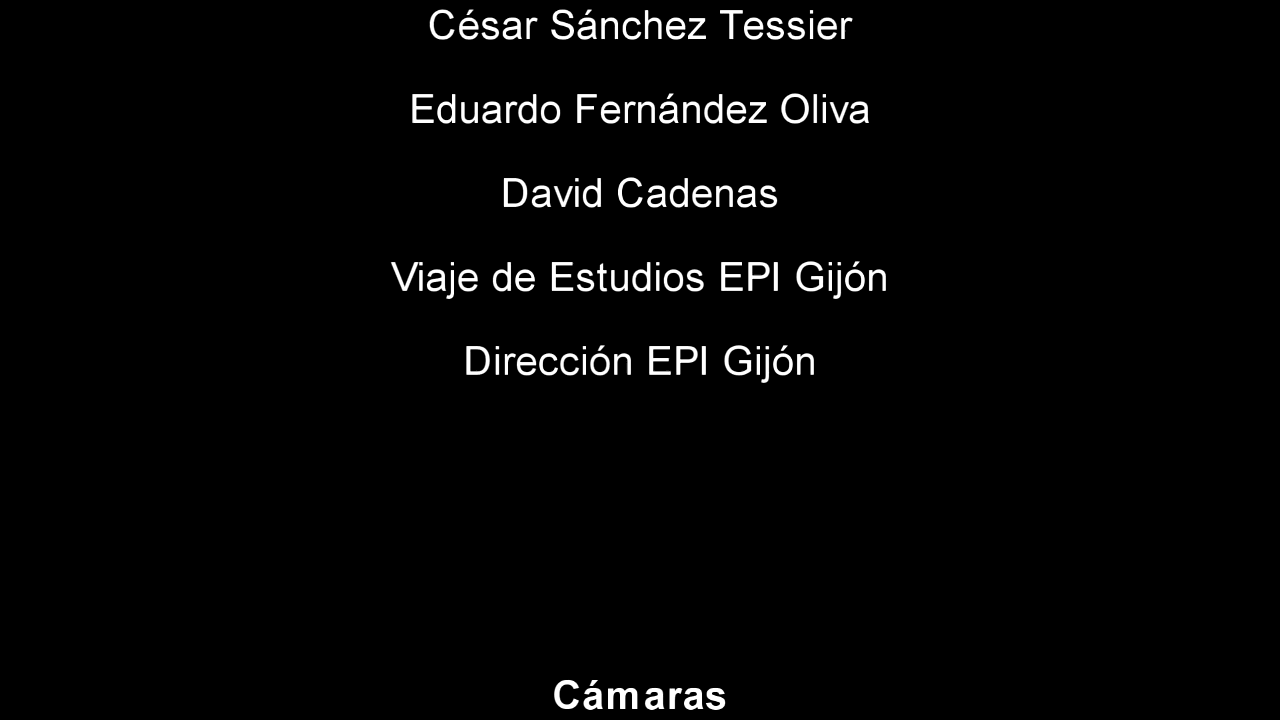 César Sánchez Tessier
Eduardo Fernández Oliva
David Cadenas
Viaje de Estudios EPI Gijón
Dirección EPI Gijón
Cámaras